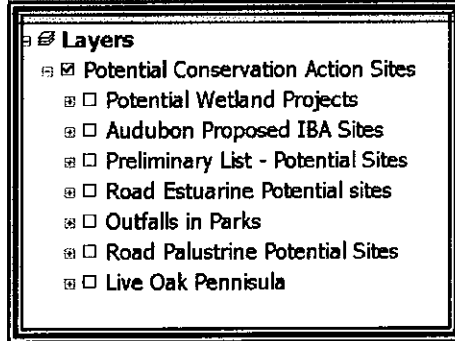 Layers
Potential Conservation Action Sites
Potential Wetland Projects
Audubon Proposed IBA Sites
Preliminary List - Potential Sites
Road Estuarine Potential sites
Outfalls in Parks
Road Palustrine Potential Sites
Live Oak Pennisula